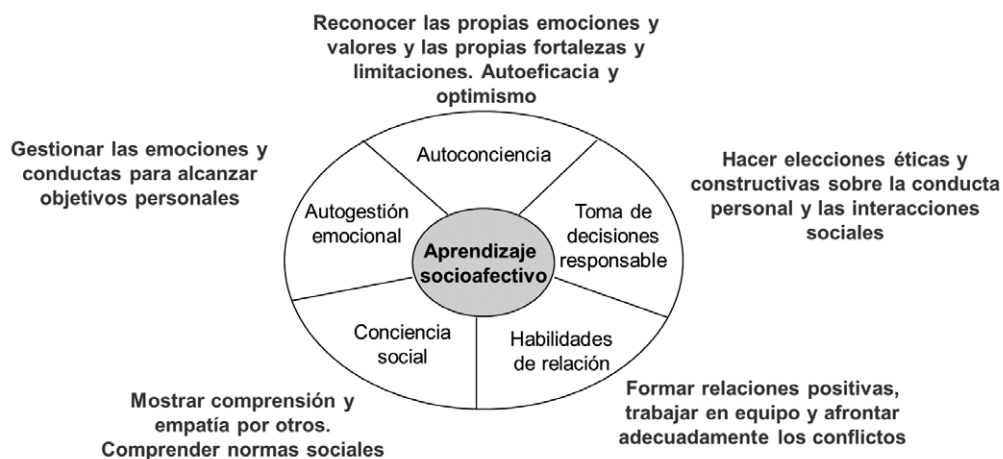 Reconocer las propias emociones y
valores y las propias fortalezas y
limitaciones. Autoeficacia y
optimismo
Gestionar las emociones y
conductas para alcanzar
objetivos personales
Autoconciencia
Hacer elecciones éticas y
constructivas sobre la conducta
personal y las interacciones
sociales
Autogestión
emocional
Toma de
decisiones
responsable
Aprendizaje
socioafectivo
Conciencia
social
Habilidades
de relación
Mostrar comprensión y
empatía por otros.
Comprender normas sociales
Formar relaciones positivas,
trabajar en equipo y afrontar
adecuadamente los conflictos